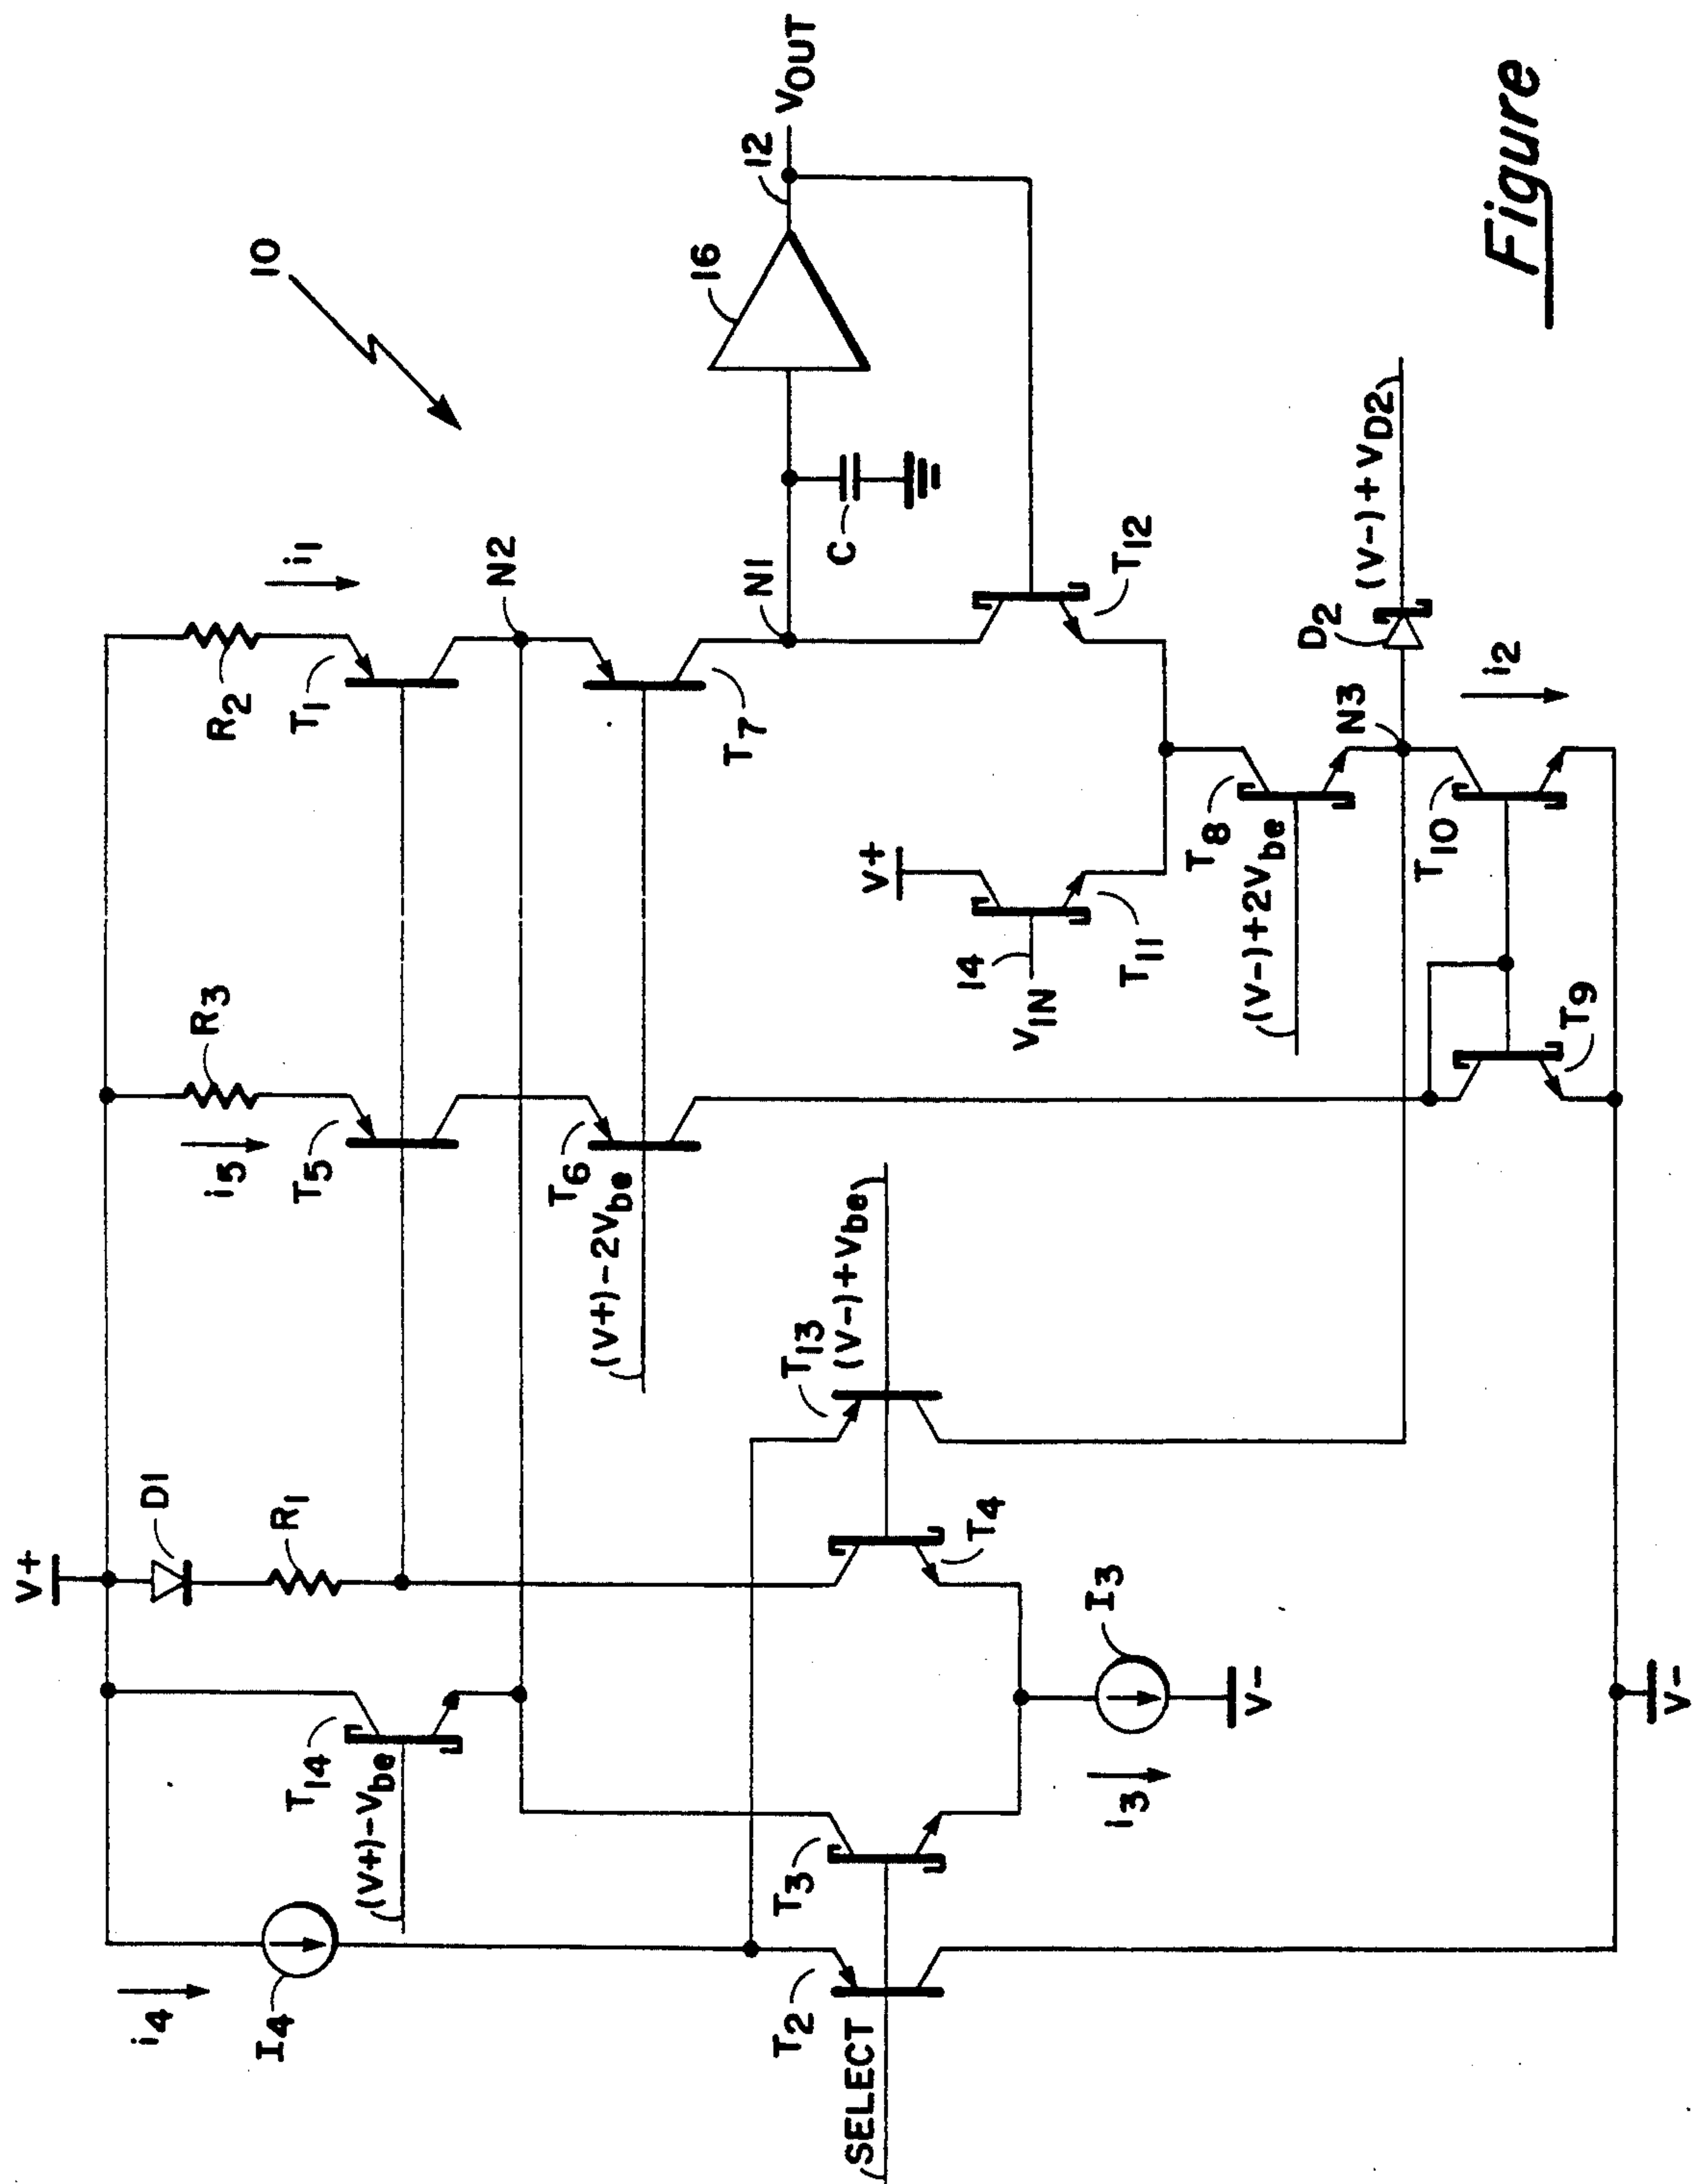 10
V+
D1
R1
R3
R2
i1
i5
i4
I4
T14
(V+)-Vbe
T5
T1
N2
T6
(V+)-2Vbe
T7
16
12
VOUT
N1
C
T2
SELECT
T3
T4
T13
(V-)+Vbe
V+
14
VIN
T11
T12
i3
I3
V-
T8
(V-)+2Vbe
N3
D2
(V-)+VD2
i2
T9
T10
V-
Figure